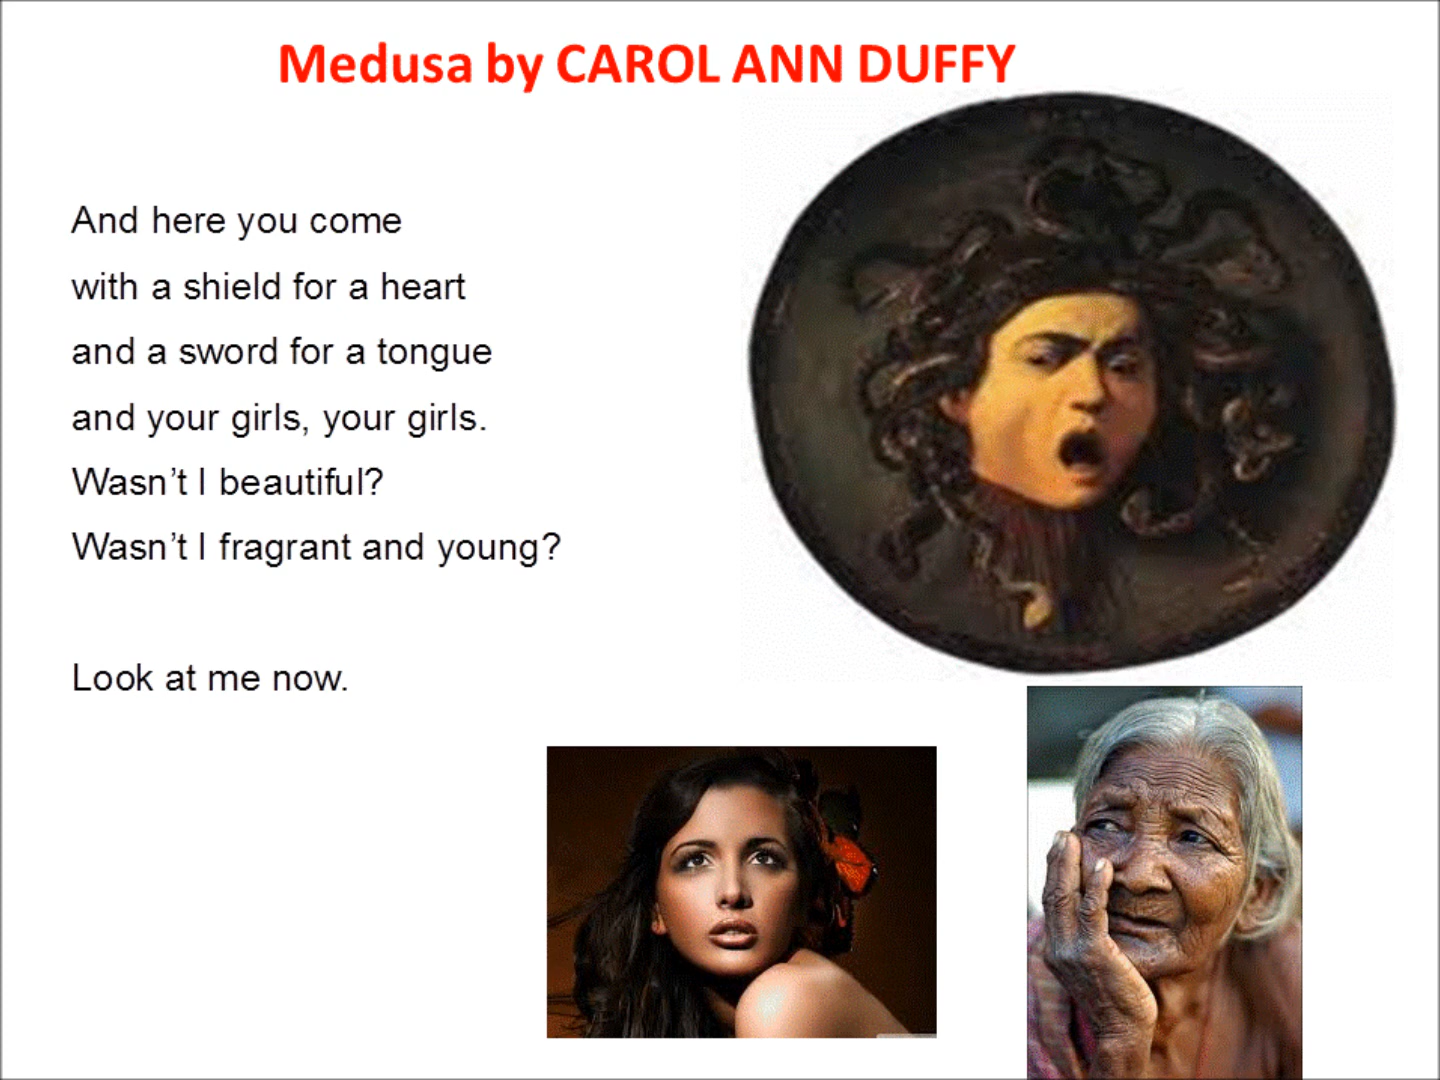 Medusa by CAROL ANN DUFFY
And here you come
with a shield for a heart
and a sword for a tongue
and your girls, your girls.
Wasn’t I beautiful?
Wasn’t I fragrant and young?
Look at me now.